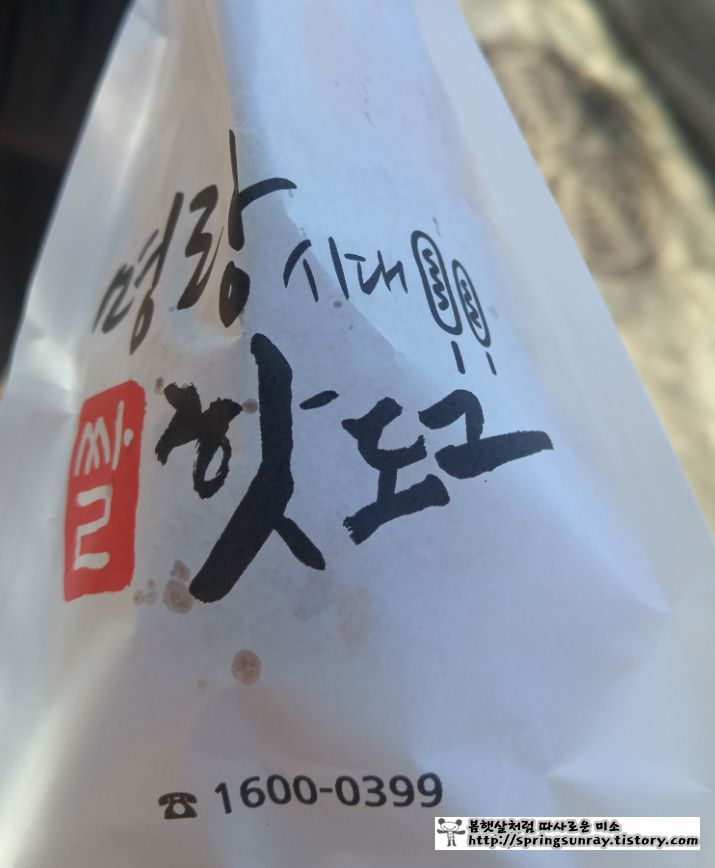 명랑 시대
쌀 핫도그
☎ 1600-0399
봄햇살처럼 따사로운 미소
http://springsunray.tistory.com